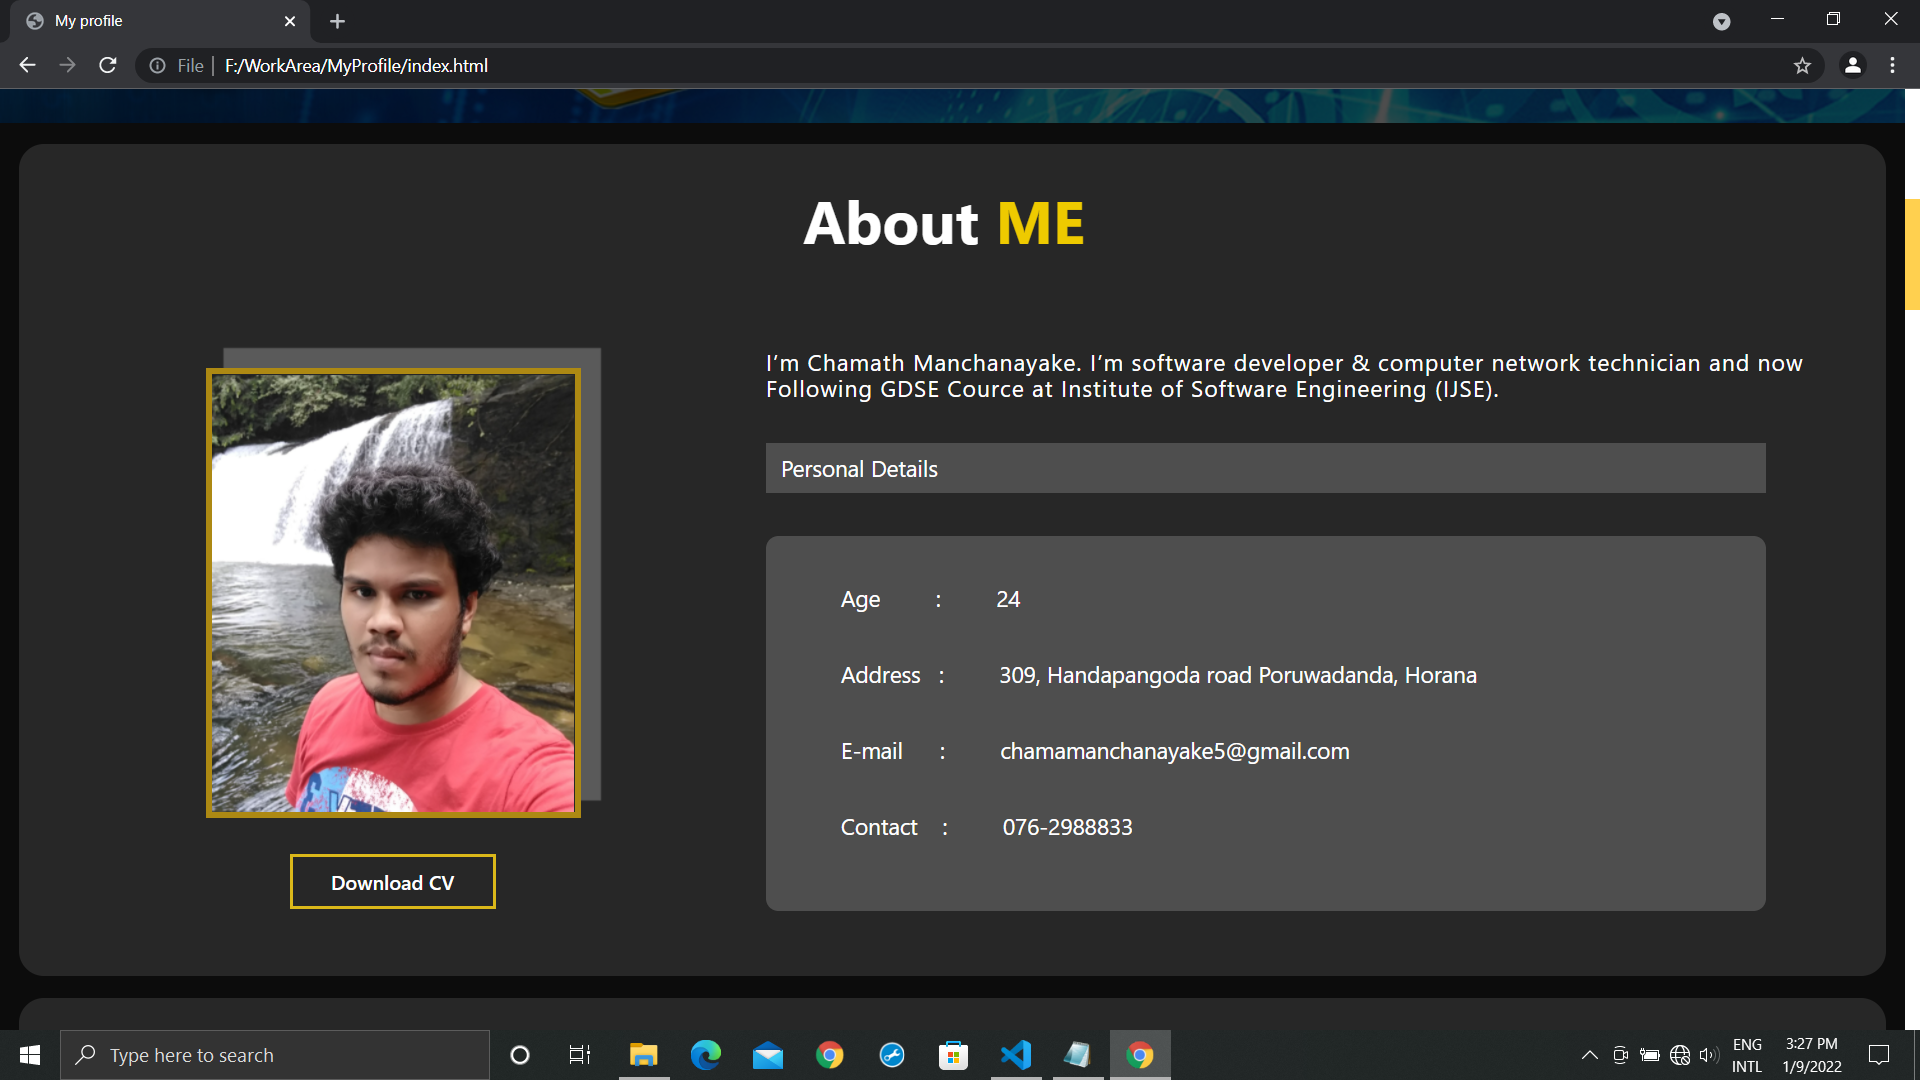 My profile
File
F:/WorkArea/MyProfile/index.html
About ME
I’m Chamath Manchanayake. I’m software developer & computer network technician and now
Following GDSE Cource at Institute of Software Engineering (IJSE).
Personal Details
Age : 24
Address : 309, Handapangoda road Poruwadanda, Horana
E-mail : chamamanchanayake5@gmail.com
Contact : 076-2988833
Download CV
Type here to search
ENG
INTL
3:27 PM
1/9/2022